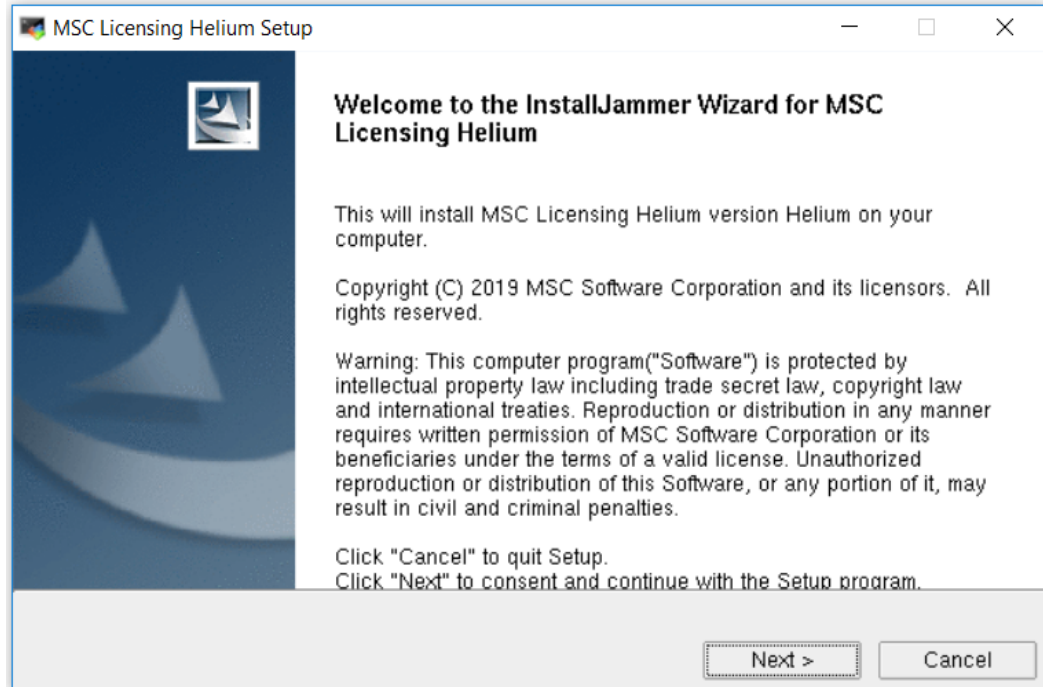 MSC Licensing Helium Setup
Welcome to the InstallJammer Wizard for MSC
Licensing Helium
This will install MSC Licensing Helium version Helium on your
computer.
Copyright (C) 2019 MSC Software Corporation and its licensors.  All
rights reserved.
Warning: This computer program("Software") is protected by
intellectual property law including trade secret law, copyright law
and international treaties. Reproduction or distribution in any manner
requires written permission of MSC Software Corporation or its
beneficiaries under the terms of a valid license. Unauthorized
reproduction or distribution of this Software, or any portion of it, may
result in civil and criminal penalties.
Click "Cancel" to quit Setup.
Click "Next" to consent and continue with the Setup program.
Next >
Cancel